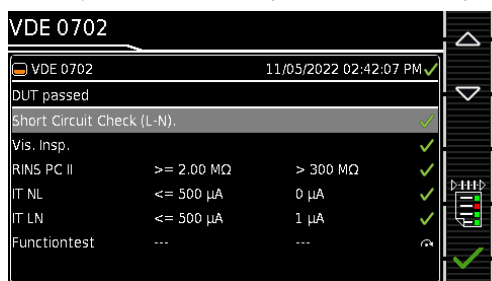 VDE 0702
VDE 0702 11/05/2022 02:42:07 PM
DUT passed
Short Circuit Check (L-N).
Vis. Insp.
RINS PC II >= 2.00 MΩ > 300 MΩ
IT NL <= 500 µA 0 µA
IT LN <= 500 µA 1 µA
Functiontest --- ---